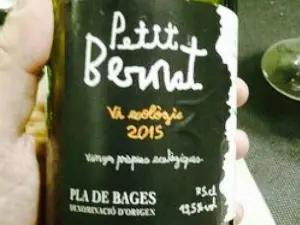 Petit
Bernat
Vi ecològic
2015
vinyes pròpies ecològiques
PLA DE BAGES
DENOMINACIÓ D'ORIGEN
75 cl
13,5% vol